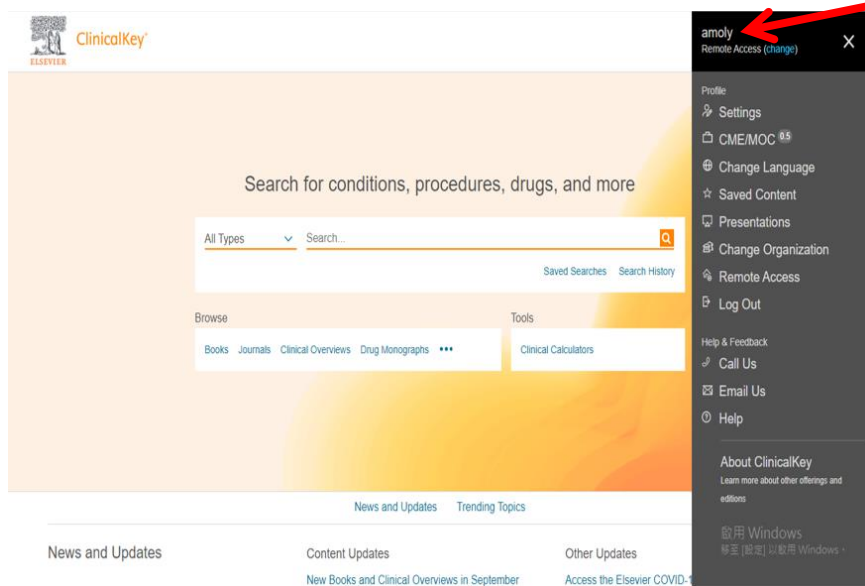 ELSEVIER
ClinicalKey®
amoly
Remote Access (change)
X
Profile
Settings
CME/MOC 0.5
Change Language
Saved Content
Presentations
Change Organization
Remote Access
Log Out
Help & Feedback
Call Us
Email Us
Help
About ClinicalKey
Learn more about other offerings and
editions
啟用 Windows
移至 [設定] 以啟用 Windows。
Search for conditions, procedures, drugs, and more
All Types
Search...
Saved Searches Search History
Browse
Books Journals Clinical Overviews Drug Monographs •••
Tools
Clinical Calculators
News and Updates Trending Topics
News and Updates
Content Updates
New Books and Clinical Overviews in September
Other Updates
Access the Elsevier COVID-1